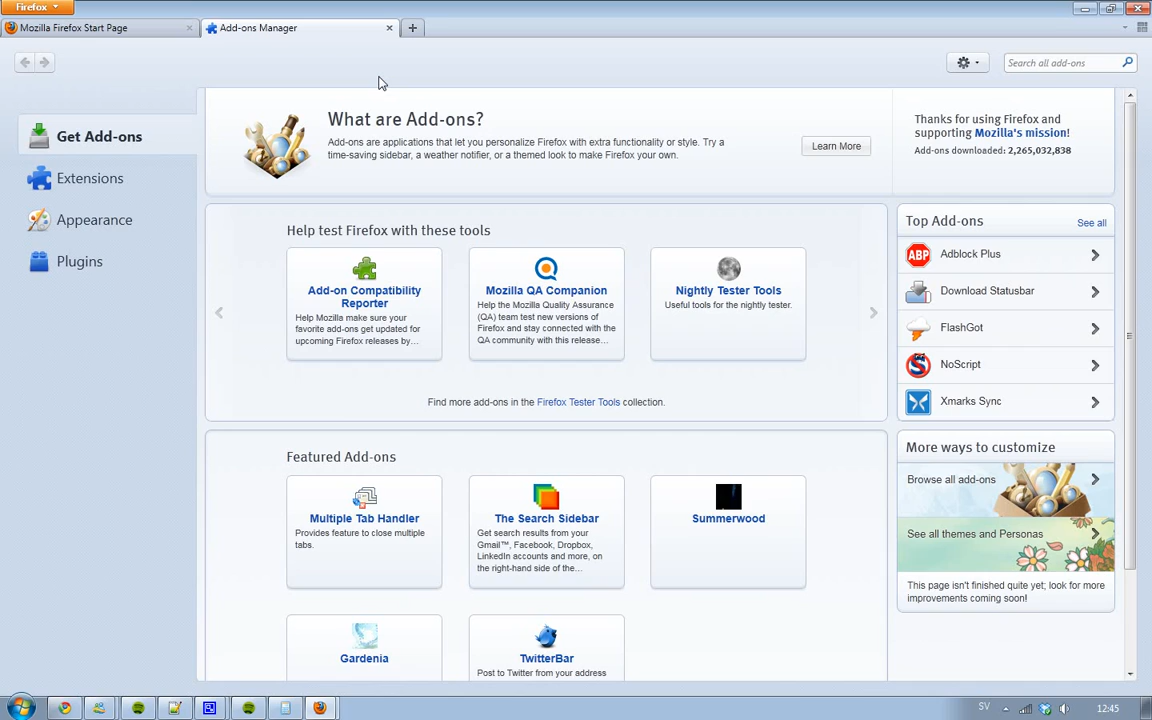 Firefox
Mozilla Firefox Start Page
Add-ons Manager
Search all add-ons
Get Add-ons
Extensions
Appearance
Plugins
What are Add-ons?
Add-ons are applications that let you personalize Firefox with extra functionality or style. Try a
time-saving sidebar, a weather notifier, or a themed look to make Firefox your own.
Learn More
Thanks for using Firefox and
supporting Mozilla's mission!
Add-ons downloaded: 2,265,032,838
Help test Firefox with these tools
Add-on Compatibility
Reporter
Help Mozilla make sure your
favorite add-ons get updated for
upcoming Firefox releases by...
Mozilla QA Companion
Help the Mozilla Quality Assurance
(QA) team test new versions of
Firefox and stay connected with the
QA community with this release...
Nightly Tester Tools
Useful tools for the nightly tester.
Find more add-ons in the Firefox Tester Tools collection.
Top Add-ons
See all
ABP
Adblock Plus
Download Statusbar
FlashGot
NoScript
Xmarks Sync
Featured Add-ons
Multiple Tab Handler
Provides feature to close multiple
tabs.
The Search Sidebar
Get search results from your
Gmail™, Facebook, Dropbox,
LinkedIn accounts and more, on
the right-hand side of the...
Summerwood
Gardenia
TwitterBar
Post to Twitter from your address
More ways to customize
Browse all add-ons
See all themes and Personas
This page isn't finished quite yet; look for more
improvements coming soon!
SV
12:45